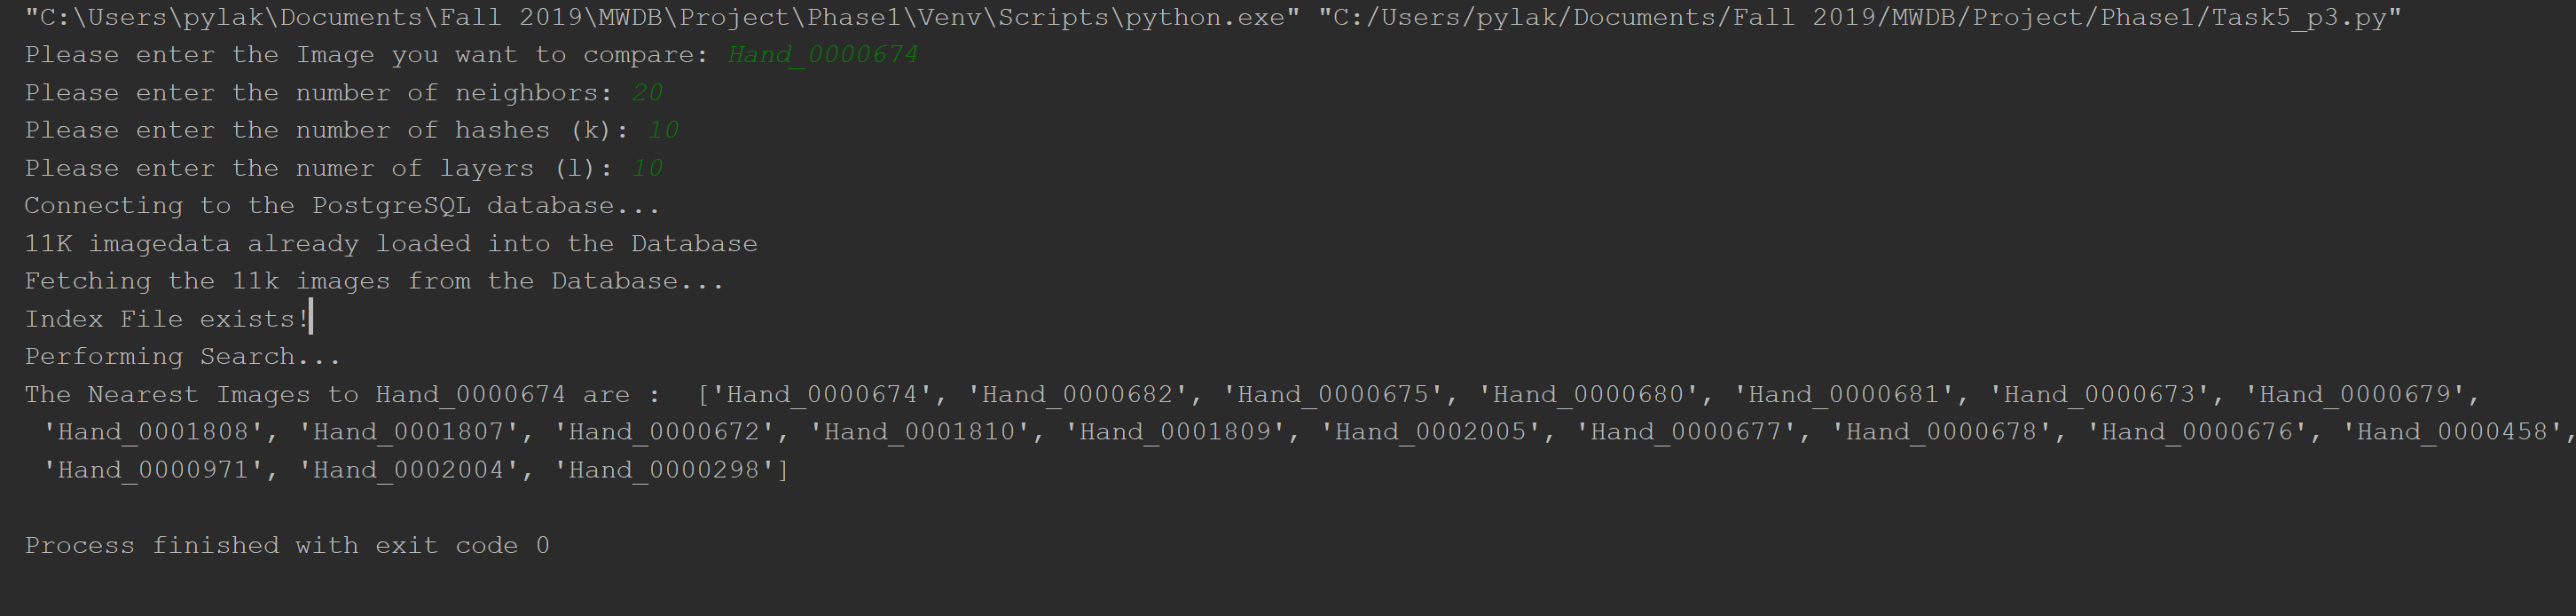 "C:\Users\pylak\Documents\Fall 2019\MWDB\Project\Phase1\Venv\Scripts\python.exe" "C:/Users/pylak/Documents/Fall 2019/MWDB/Project/Phase1/Task5_p3.py"
Please enter the Image you want to compare: Hand_0000674
Please enter the number of neighbors: 20
Please enter the number of hashes (k): 10
Please enter the numer of layers (l): 10
Connecting to the PostgreSQL database...
11K imagedata already loaded into the Database
Fetching the 11k images from the Database...
Index File exists!
Performing Search...
The Nearest Images to Hand_0000674 are :  ['Hand_0000674', 'Hand_0000682', 'Hand_0000675', 'Hand_0000680', 'Hand_0000681', 'Hand_0000673', 'Hand_0000679',
'Hand_0001808', 'Hand_0001807', 'Hand_0000672', 'Hand_0001810', 'Hand_0001809', 'Hand_0002005', 'Hand_0000677', 'Hand_0000678', 'Hand_0000676', 'Hand_0000458',
'Hand_0000971', 'Hand_0002004', 'Hand_0000298']
Process finished with exit code 0